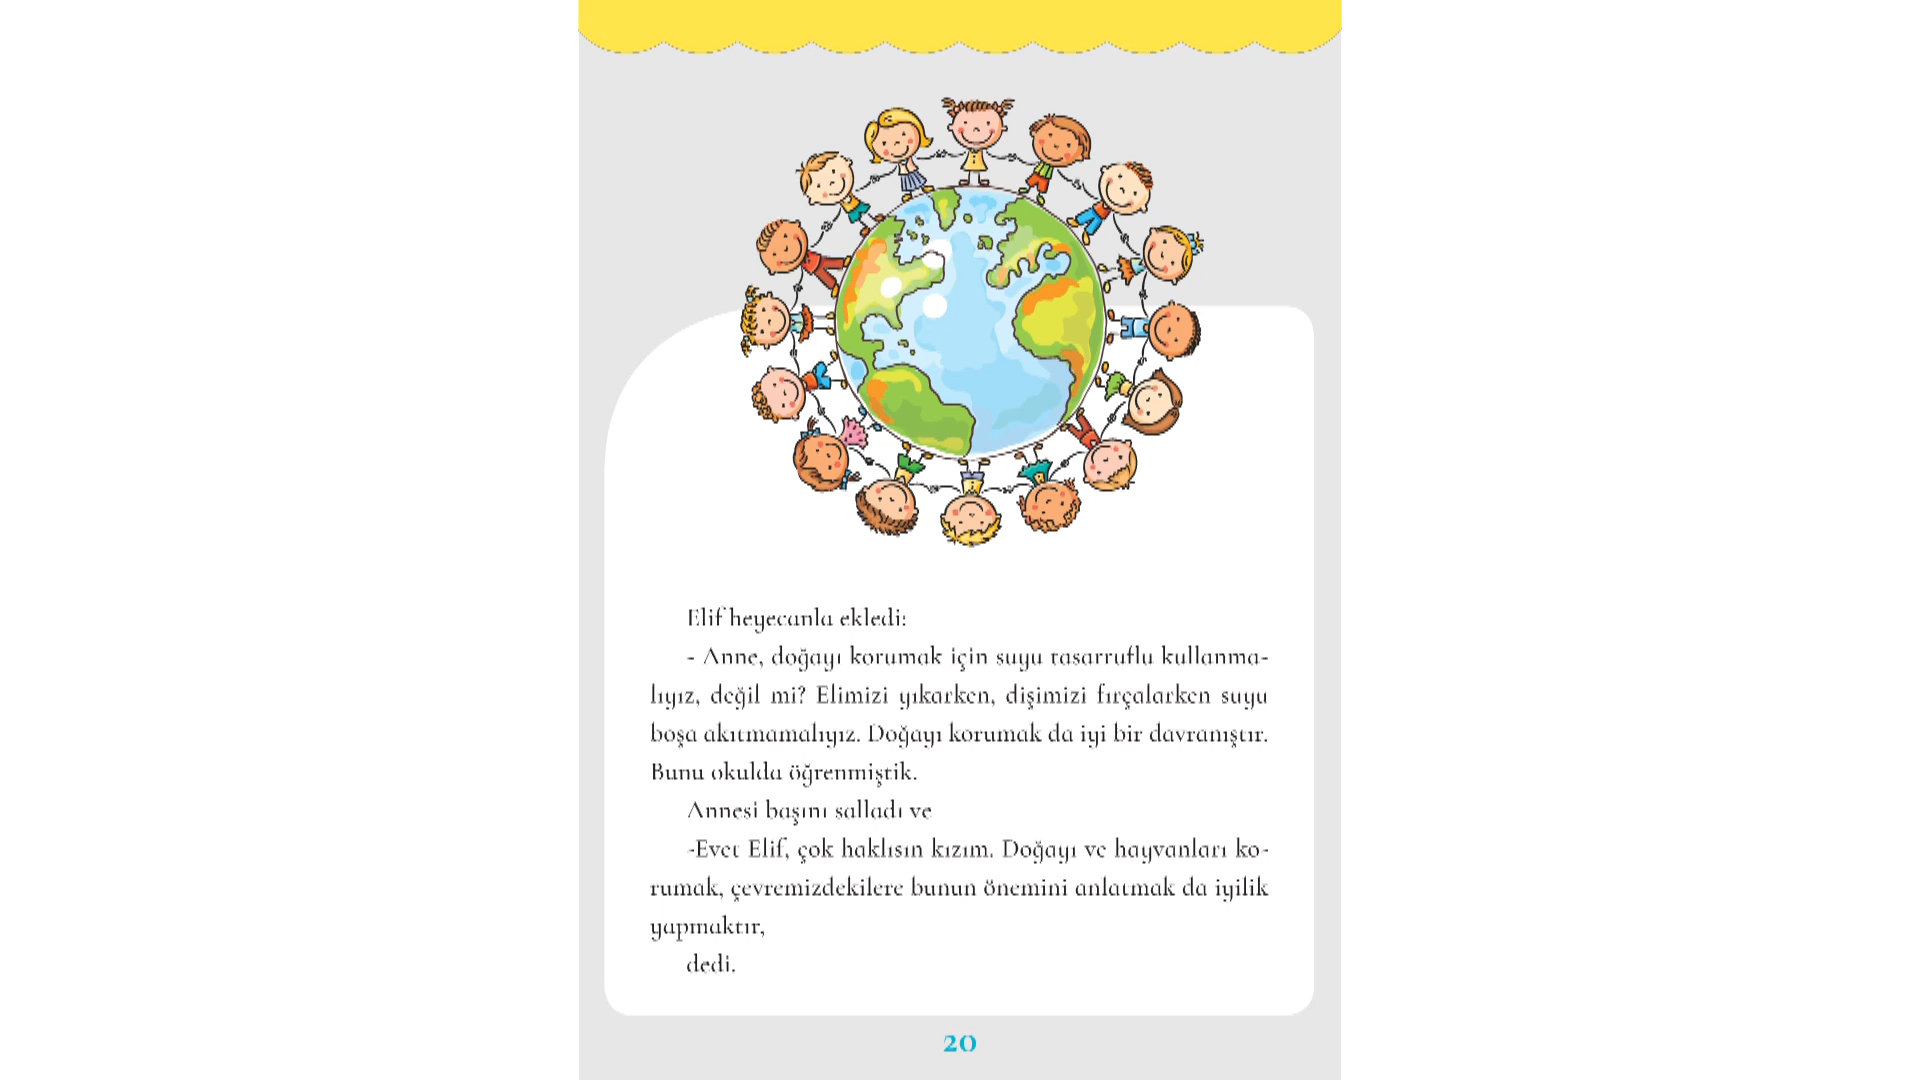 Elif heyecanla ekledi:
- Anne, doğayı korumak için suyu tasarruflu kullanma-
lıyız, değil mi? Elimizi yıkarken, dişimizi fırçalarken suyu
boşa akıtmamalıyız. Doğayı korumak da iyi bir davranıştır.
Bunu okulda öğrenmiştik.
Annesi başını salladı ve
-Evet Elif, çok haklısın kızım. Doğayı ve hayvanları ko-
rumak, çevremizdekilere bunun önemini anlatmak da iyilik
yapmaktır,
dedi.
20